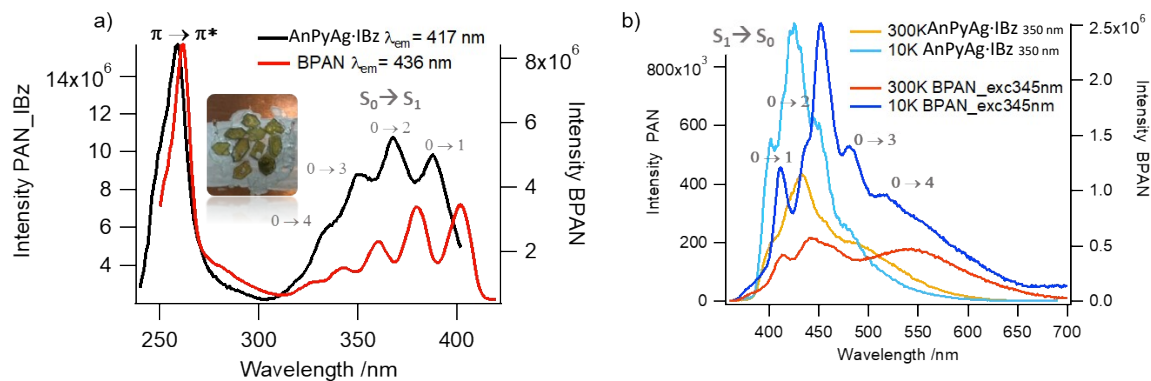 a)
π → π*
AnPyAg·IBz λem = 417 nm
BPAN λem= 436 nm
S0→S1
0→1
0→2
0→3
0→4
14x10⁶
12
10
8
6
4
Intensity PAN_IBz
8x10⁶
6
4
2
Intensity BPAN
250 300 350 400
Wavelength /nm
b)
S1→S0
300KAnPyAg·IBz 350 nm
10K AnPyAg·IBz 350 nm
300K BPAN_exc345nm
10K BPAN_exc345nm
0→2
0→1
0→3
0→4
800x10³
600
400
200
0
Intensity PAN
2.5x10⁶
2.0
1.5
1.0
0.5
0.0
Intensity BPAN
400 450 500 550 600 650 700
Wavelength /nm